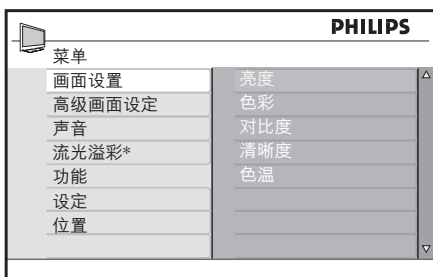 PHILIPS
菜单
画面设置
高级画面设定
声音
流光溢彩*
功能
设定
位置
亮度
色彩
对比度
清晰度
色温